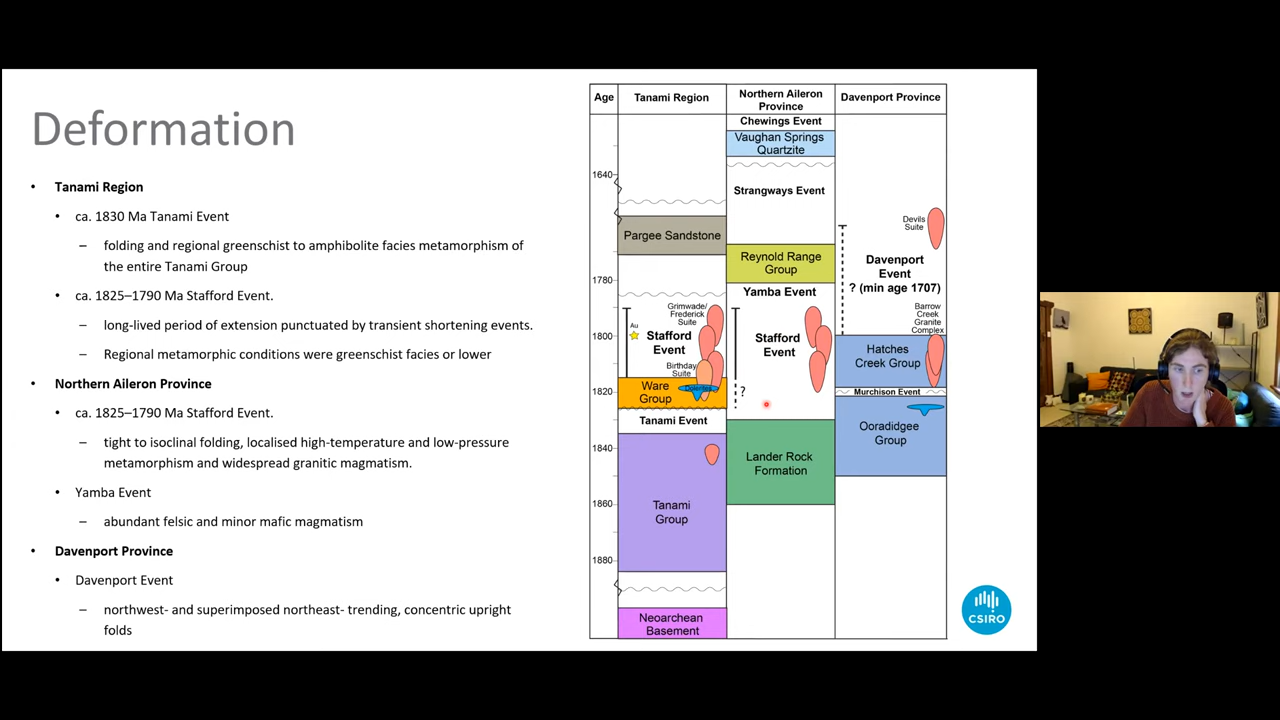 Deformation
• Tanami Region
• ca. 1830 Ma Tanami Event
– folding and regional greenschist to amphibolite facies metamorphism of
the entire Tanami Group
• ca. 1825–1790 Ma Stafford Event.
– long-lived period of extension punctuated by transient shortening events.
– Regional metamorphic conditions were greenschist facies or lower
• Northern Aileron Province
• ca. 1825–1790 Ma Stafford Event.
– tight to isoclinal folding, localised high-temperature and low-pressure
metamorphism and widespread granitic magmatism.
• Yamba Event
– abundant felsic and minor mafic magmatism
• Davenport Province
• Davenport Event
– northwest- and superimposed northeast- trending, concentric upright
folds
Age
Tanami Region
Northern Aileron
Province
Davenport Province
1640
1780
1800
1820
1840
1860
1880
Pargee Sandstone
Grimwade/
Frederick
Suite
Au
Stafford
Event
Birthday
Suite
Ware
Group
Tanami Event
Tanami
Group
Neoarchean
Basement
Chewings Event
Vaughan Springs
Quartzite
Strangways Event
Reynold Range
Group
Yamba Event
Stafford
Event
?
Lander Rock
Formation
Devils
Suite
Davenport
Event
? (min age 1707)
Barrow
Creek
Granite
Complex
Hatches
Creek Group
Murchison Event
Ooradidgee
Group
CSIRO